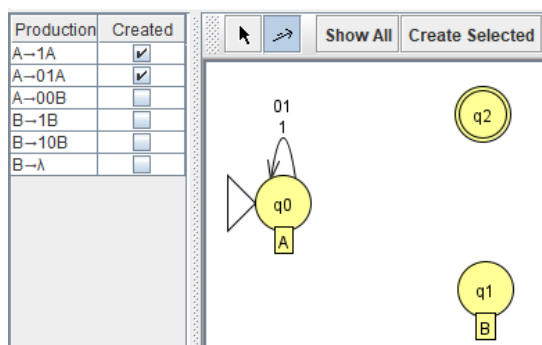 Production Created
A→1A
A→01A
A→00B
B→1B
B→10B
B→λ
Show All Create Selected
01
1
q2
q0
A
q1
B